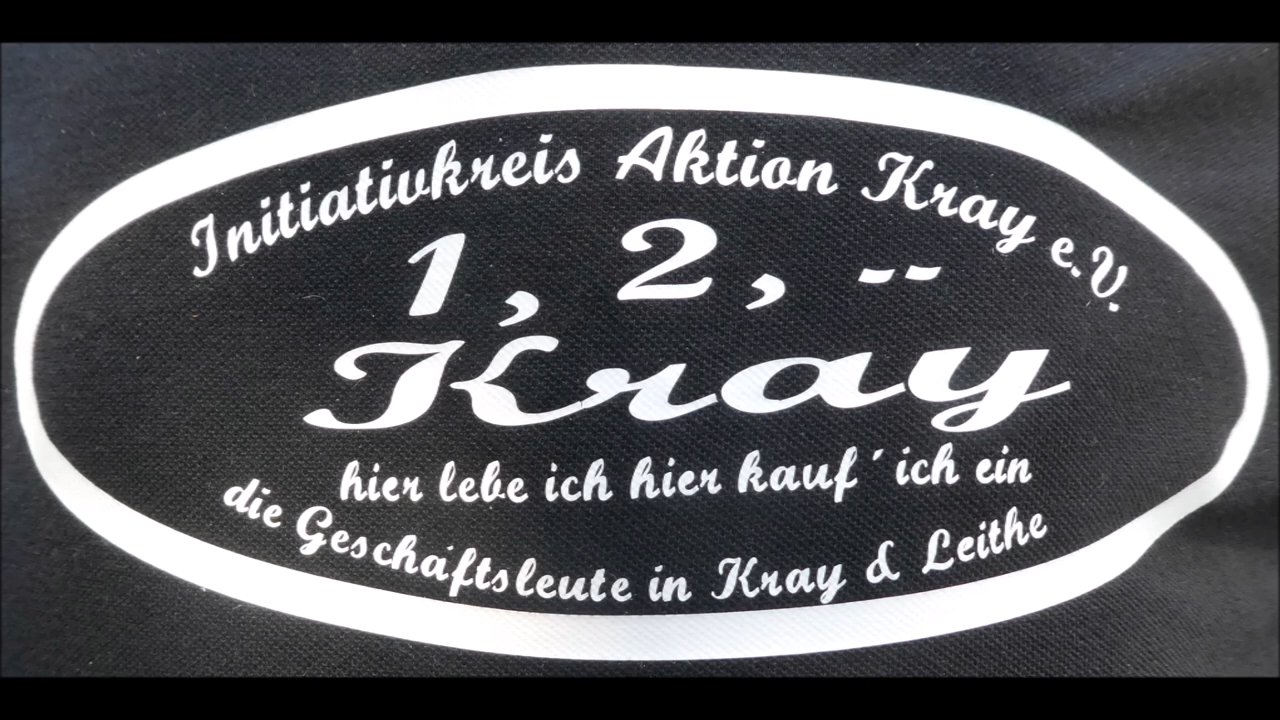 Initiativkreis Aktion Kray e.V.
1, 2, --
Kray
hier lebe ich hier kauf´ ich ein
die Geschäftsleute in Kray & Leithe